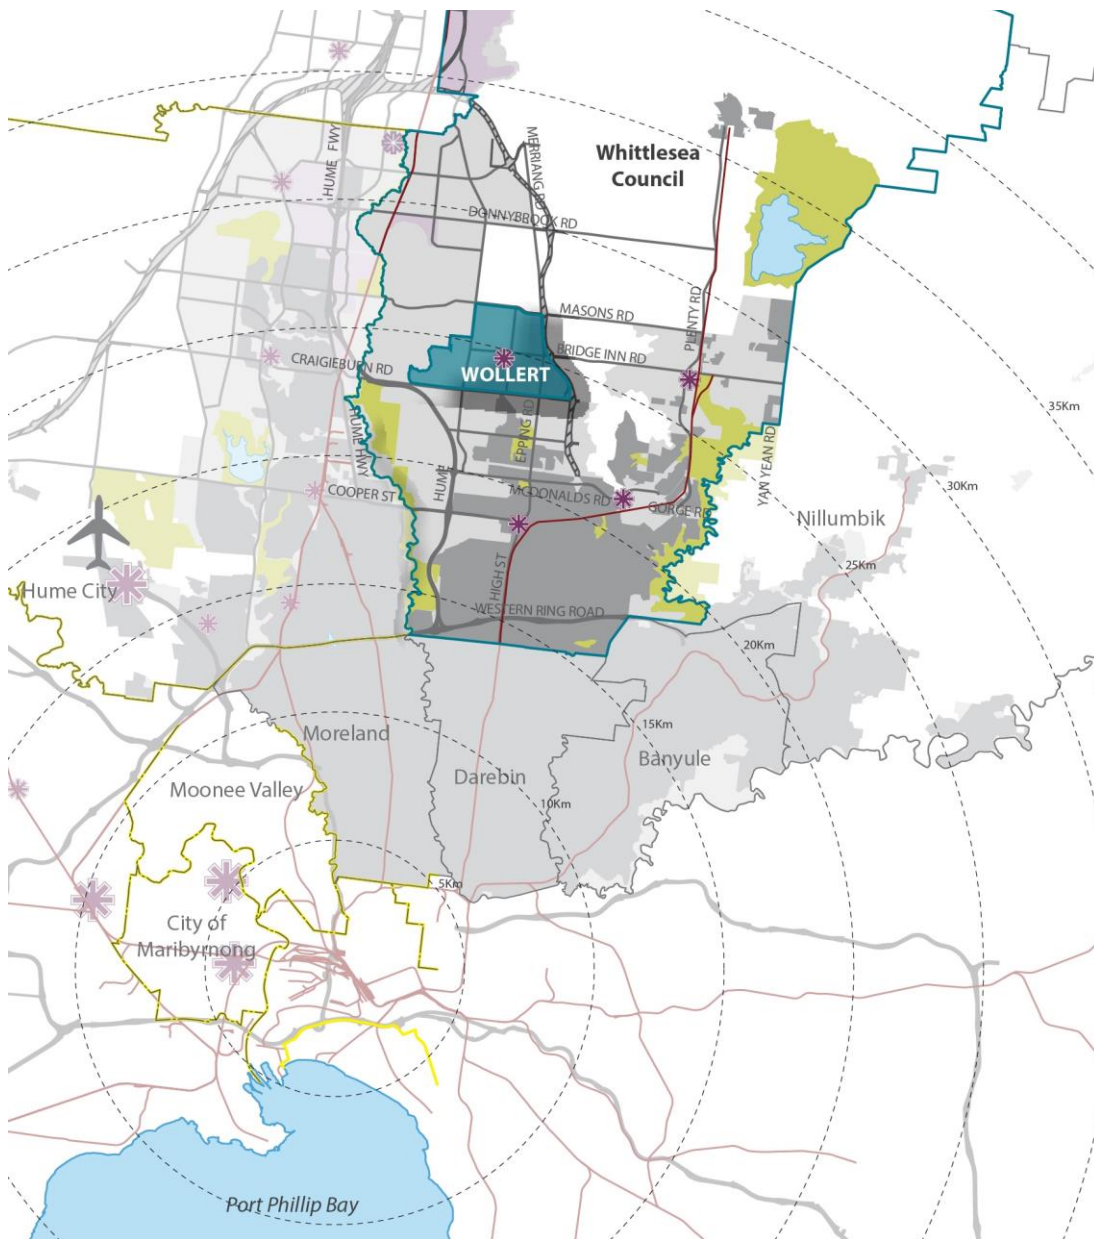 HUME FWY
MERRIANG RD
Whittlesea
Council
DONNYBROOK RD
MASONS RD
PLENTY RD
BRIDGE INN RD
CRAIGIEBURN RD
WOLLERT
35Km
HUME HWY
EPPING RD
YAN YEAN RD
HUME
30Km
COOPER ST
MCDONALDS RD
GORGE RD
Nillumbik
25Km
Hume City
HIGH ST
WESTERN RING ROAD
20Km
15Km
Moreland
Banyule
Darebin
Moonee Valley
10Km
5Km
City of
Maribyrnong
Port Phillip Bay